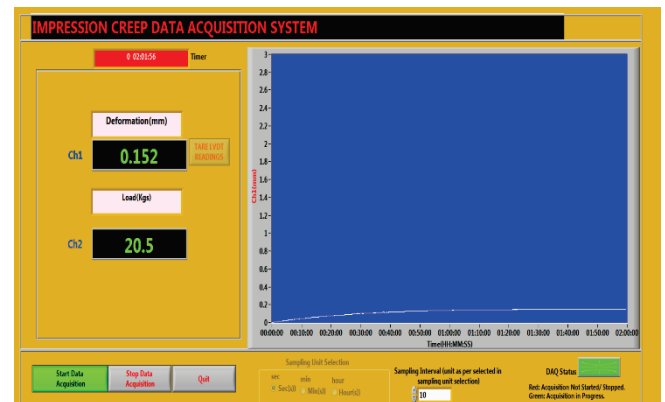 IMPRESSION CREEP DATA ACQUISITION SYSTEM
0 02:01:56 Timer
Deformation(mm)
Ch1 0.152 TARE LVDT
READINGS
Load(Kgs)
Ch2 20.5
Ch1(mm)
3-
2.8-
2.6-
2.4-
2.2-
2-
1.8-
1.6-
1.4-
1.2-
1-
0.8-
0.6-
0.4-
0.2-
0-
00:00:00 00:10:00 00:20:00 00:30:00 00:40:00 00:50:00 01:00:00 01:10:00 01:20:00 01:30:00 01:40:00 01:50:00 02:00:00
Time(HH:MM:SS)
Start Data
Acquisition
Stop Data
Acquisition
Quit
Sampling Unit Selection
sec min hour
Sec(s) Min(s) Hour(s)
Sampling Interval (unit as per selected in
sampling unit selection)
10
DAQ Status
Red: Acquisition Not Started/ Stopped.
Green: Acquisition in Progress.